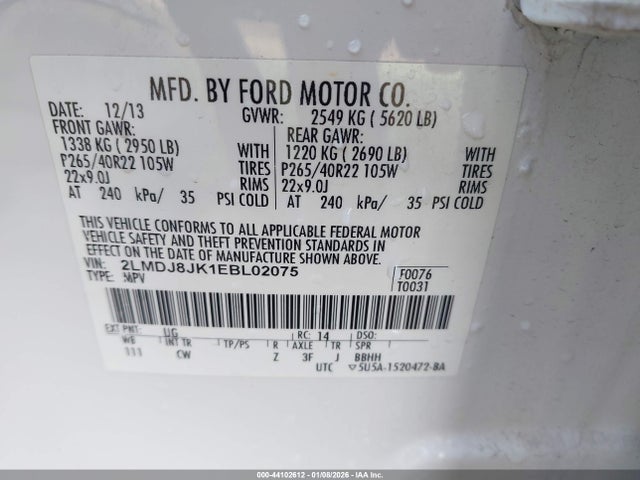 MFD. BY FORD MOTOR CO.
DATE: 12/13 GVWR: 2549 KG ( 5620 LB)
FRONT GAWR: REAR GAWR:
1338 KG ( 2950 LB) WITH 1220 KG ( 2690 LB) WITH
P265/40R22 105W TIRES P265/40R22 105W TIRES
22x9.0J RIMS 22x9.0J RIMS
AT 240 kPa/ 35 PSI COLD AT 240 kPa/ 35 PSI COLD
THIS VEHICLE CONFORMS TO ALL APPLICABLE FEDERAL MOTOR
VEHICLE SAFETY AND THEFT PREVENTION STANDARDS IN
EFFECT ON THE DATE OF MANUFACTURE SHOWN ABOVE.
VIN: 2LMDJ8JK1EBL02075 F0076
TYPE: MPV T0031
EXT PNT: UG RC: 14 DSO:
WB INT TR TP/PS R AXLE TR SPR
111 CW Z 3F J BBHH
UTC ▽5U5A-1520472-BA
000-44102612 - 01/08/2026 - IAAI.COM